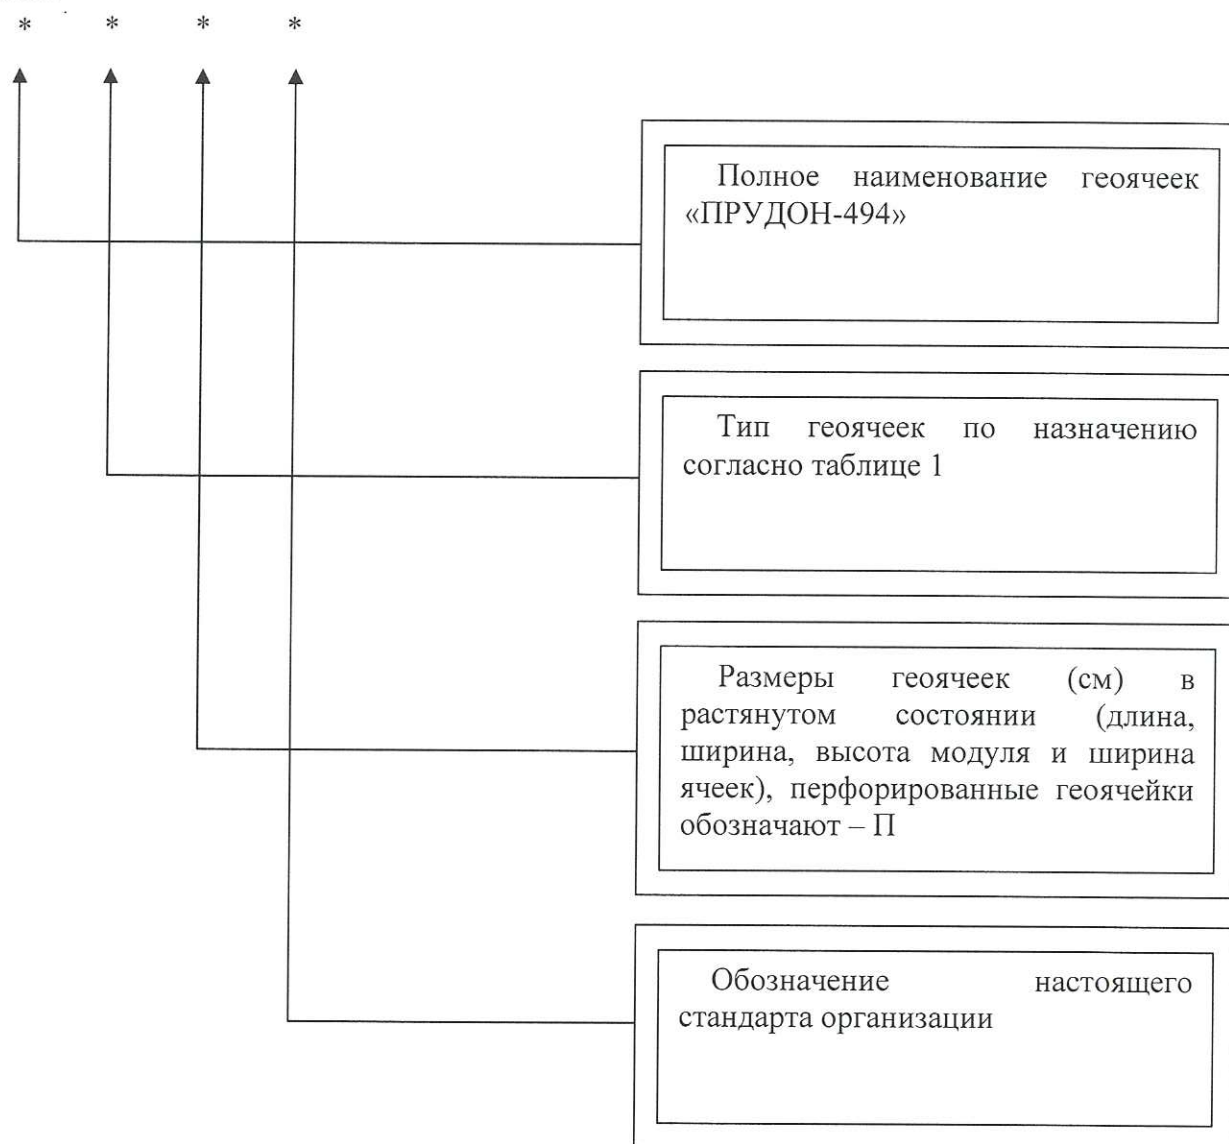 * * * *
Полное наименование геоячеек
«ПРУДОН-494»
Тип геоячеек по назначению
согласно таблице 1
Размеры геоячеек (см) в
растянутом состоянии (длина,
ширина, высота модуля и ширина
ячеек), перфорированные геоячейки
обозначают – П
Обозначение настоящего
стандарта организации